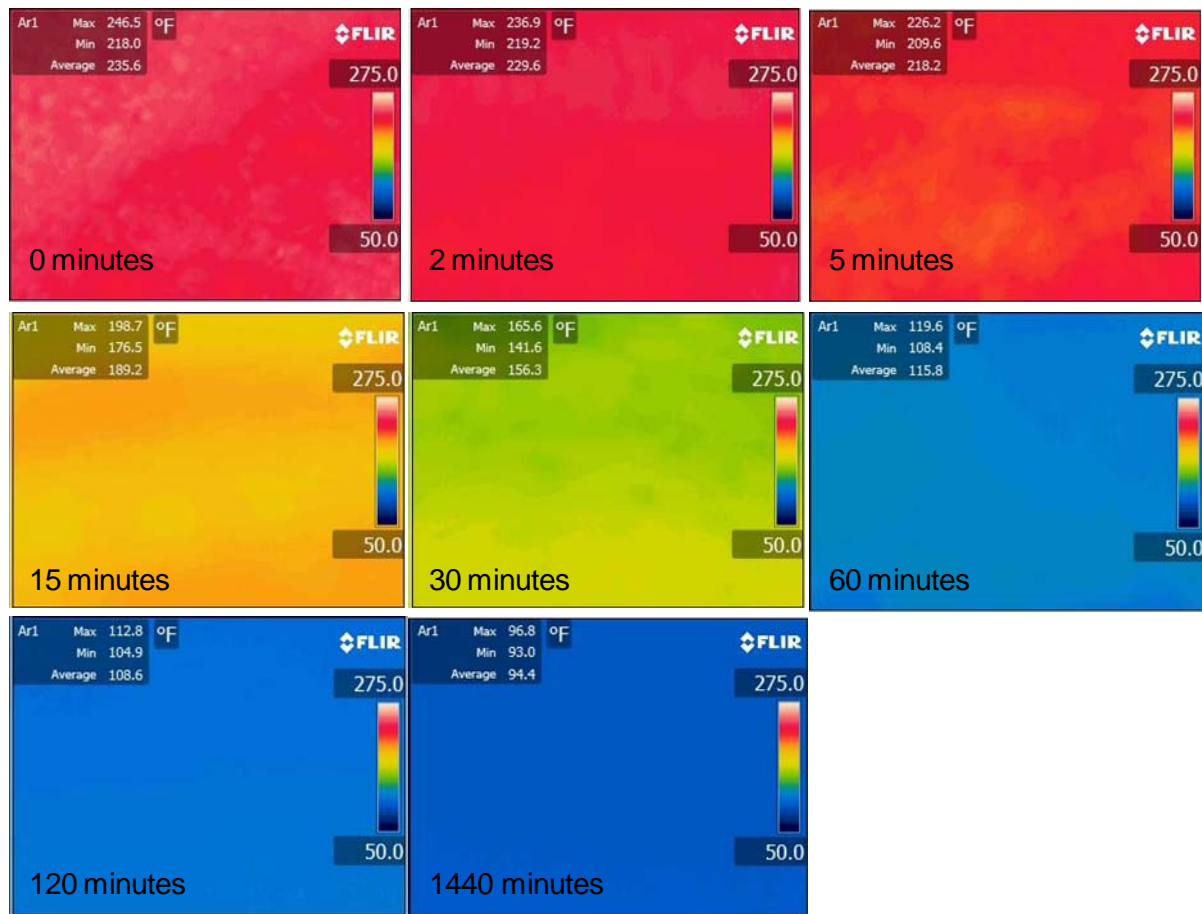 Ar1 Max 246.5 °F
Min 218.0
Average 235.6
FLIR
275.0
50.0
0 minutes
Ar1 Max 236.9 °F
Min 219.2
Average 229.6
FLIR
275.0
50.0
2 minutes
Ar1 Max 226.2 °F
Min 209.6
Average 218.2
FLIR
275.0
50.0
5 minutes
Ar1 Max 198.7 °F
Min 176.5
Average 189.2
FLIR
275.0
50.0
15 minutes
Ar1 Max 165.6 °F
Min 141.6
Average 156.3
FLIR
275.0
50.0
30 minutes
Ar1 Max 119.6 °F
Min 108.4
Average 115.8
FLIR
275.0
50.0
60 minutes
Ar1 Max 112.8 °F
Min 104.9
Average 108.6
FLIR
275.0
50.0
120 minutes
Ar1 Max 96.8 °F
Min 93.0
Average 94.4
FLIR
275.0
50.0
1440 minutes